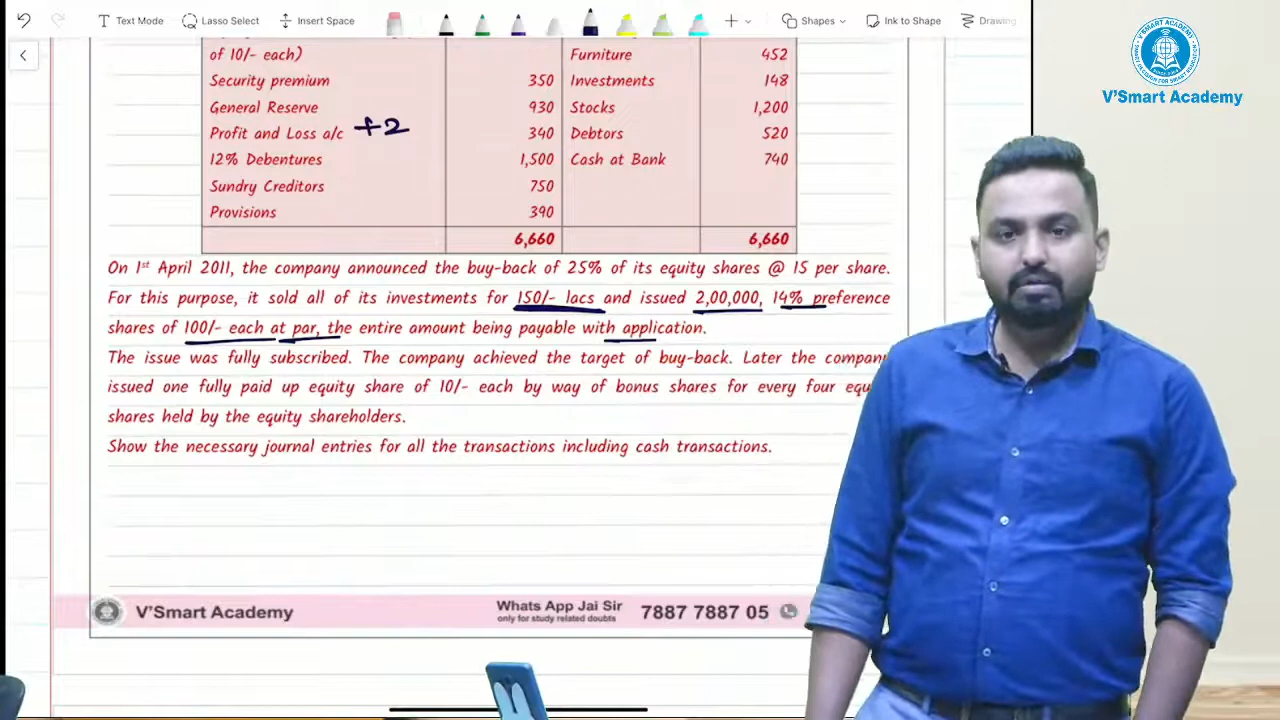 Text Mode
Lasso Select
Insert Space
Shapes
Ink to Shape
Drawing
V'SMART ACADEMY
V'Smart Academy
of 10/- each)
Furniture 452
Security premium 350 Investments 148
General Reserve 930 Stocks 1,200
Profit and Loss a/c +2 340 Debtors 520
12% Debentures 1,500 Cash at Bank 740
Sundry Creditors 750
Provisions 390
6,660 6,660
On 1st April 2011, the company announced the buy-back of 25% of its equity shares @ 15 per share.
For this purpose, it sold all of its investments for 150/- lacs and issued 2,00,000, 14% preference
shares of 100/- each at par, the entire amount being payable with application.
The issue was fully subscribed. The company achieved the target of buy-back. Later the company
issued one fully paid up equity share of 10/- each by way of bonus shares for every four
shares held by the equity shareholders.
Show the necessary journal entries for all the transactions including cash transactions.
V'Smart Academy
Whats App Jai Sir
only for study related doubts
7887 7887 05